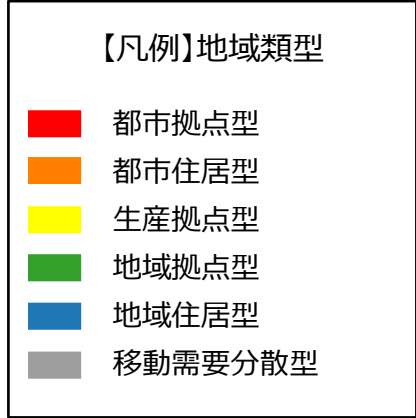 【凡例】地域類型
都市拠点型
都市住居型
生産拠点型
地域拠点型
地域住居型
移動需要分散型